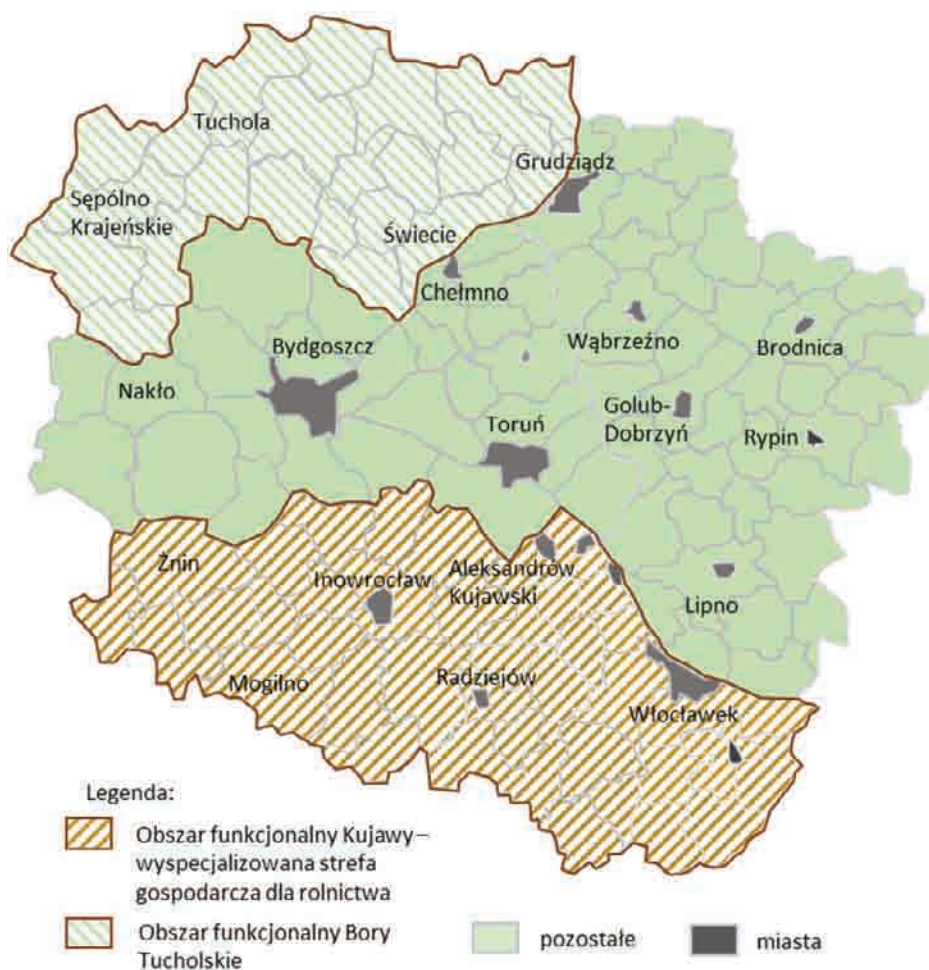 Tuchola
Grudziądz
Sępólno
Krajeńskie
Świecie
Chełmno
Bydgoszcz
Wąbrzeźno
Brodnica
Nakło
Toruń
Golub-
Dobrzyń
Rypin
Żnin
Inowrocław
Aleksandrów
Kujawski
Lipno
Mogilno
Radziejów
Włocławek
Legenda:
Obszar funkcjonalny Kujawy –
wyspecjalizowana strefa
gospodarcza dla rolnictwa
Obszar funkcjonalny Bory
Tucholskie
pozostałe
miasta